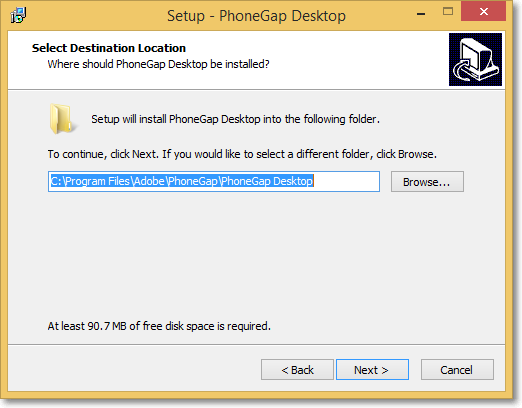 Setup - PhoneGap Desktop
Select Destination Location
Where should PhoneGap Desktop be installed?
Setup will install PhoneGap Desktop into the following folder.
To continue, click Next. If you would like to select a different folder, click Browse.
C:\Program Files\Adobe\PhoneGap\PhoneGap Desktop
Browse...
At least 90.7 MB of free disk space is required.
< Back
Next >
Cancel